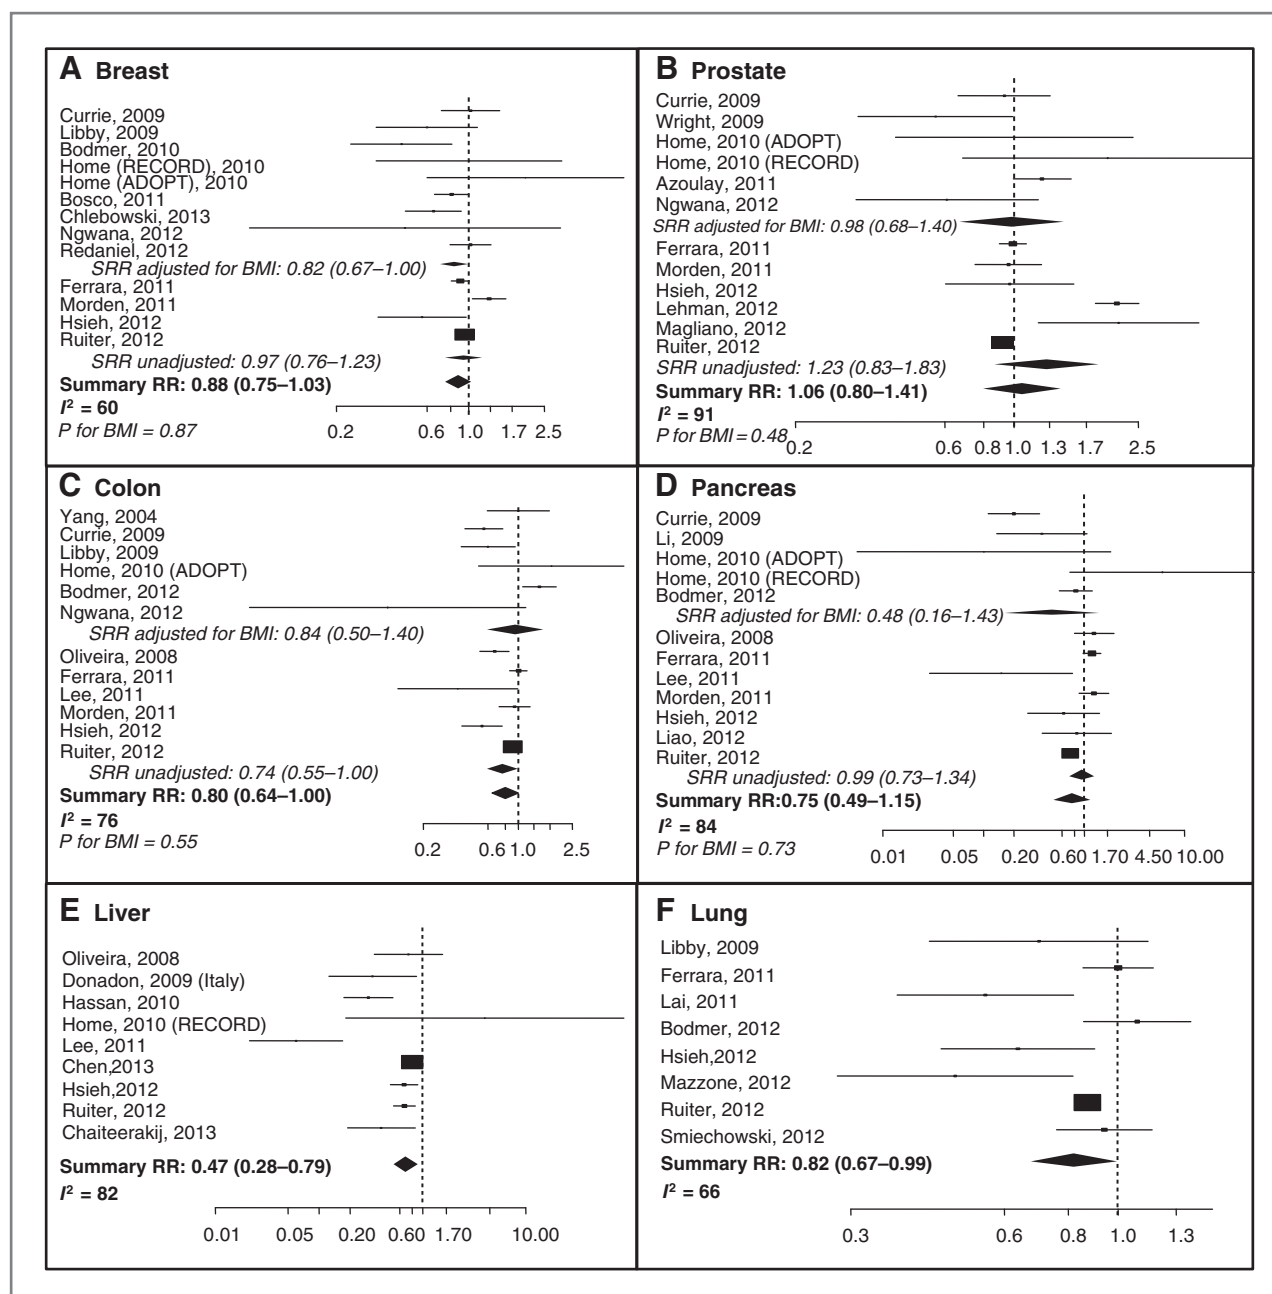 A Breast
Currie, 2009
Libby, 2009
Bodmer, 2010
Home (RECORD), 2010
Home (ADOPT), 2010
Bosco, 2011
Chlebowski, 2013
Ngwana, 2012
Redaniel, 2012
SRR adjusted for BMI: 0.82 (0.67–1.00)
Ferrara, 2011
Morden, 2011
Hsieh, 2012
Ruiter, 2012
SRR unadjusted: 0.97 (0.76–1.23)
Summary RR: 0.88 (0.75–1.03)
I² = 60
P for BMI = 0.87
0.2 0.6 1.0 1.7 2.5
B Prostate
Currie, 2009
Wright, 2009
Home, 2010 (ADOPT)
Home, 2010 (RECORD)
Azoulay, 2011
Ngwana, 2012
SRR adjusted for BMI: 0.98 (0.68–1.40)
Ferrara, 2011
Morden, 2011
Hsieh, 2012
Lehman, 2012
Magliano, 2012
Ruiter, 2012
SRR unadjusted: 1.23 (0.83–1.83)
Summary RR: 1.06 (0.80–1.41)
I² = 91
P for BMI = 0.48
0.2 0.6 0.8 1.0 1.3 1.7 2.5
C Colon
Yang, 2004
Currie, 2009
Libby, 2009
Home, 2010 (ADOPT)
Bodmer, 2012
Ngwana, 2012
SRR adjusted for BMI: 0.84 (0.50–1.40)
Oliveira, 2008
Ferrara, 2011
Lee, 2011
Morden, 2011
Hsieh, 2012
Ruiter, 2012
SRR unadjusted: 0.74 (0.55–1.00)
Summary RR: 0.80 (0.64–1.00)
I² = 76
P for BMI = 0.55
0.2 0.6 1.0 2.5
D Pancreas
Currie, 2009
Li, 2009
Home, 2010 (ADOPT)
Home, 2010 (RECORD)
Bodmer, 2012
SRR adjusted for BMI: 0.48 (0.16–1.43)
Oliveira, 2008
Ferrara, 2011
Lee, 2011
Morden, 2011
Hsieh, 2012
Liao, 2012
Ruiter, 2012
SRR unadjusted: 0.99 (0.73–1.34)
Summary RR:0.75 (0.49–1.15)
I² = 84
P for BMI = 0.73
0.01 0.05 0.20 0.60 1.70 4.50 10.00
E Liver
Oliveira, 2008
Donadon, 2009 (Italy)
Hassan, 2010
Home, 2010 (RECORD)
Lee, 2011
Chen,2013
Hsieh,2012
Ruiter, 2012
Chaiteerakij, 2013
Summary RR: 0.47 (0.28–0.79)
I² = 82
0.01 0.05 0.20 0.60 1.70 10.00
F Lung
Libby, 2009
Ferrara, 2011
Lai, 2011
Bodmer, 2012
Hsieh,2012
Mazzone, 2012
Ruiter, 2012
Smiechowski, 2012
Summary RR: 0.82 (0.67–0.99)
I² = 66
0.3 0.6 0.8 1.0 1.3